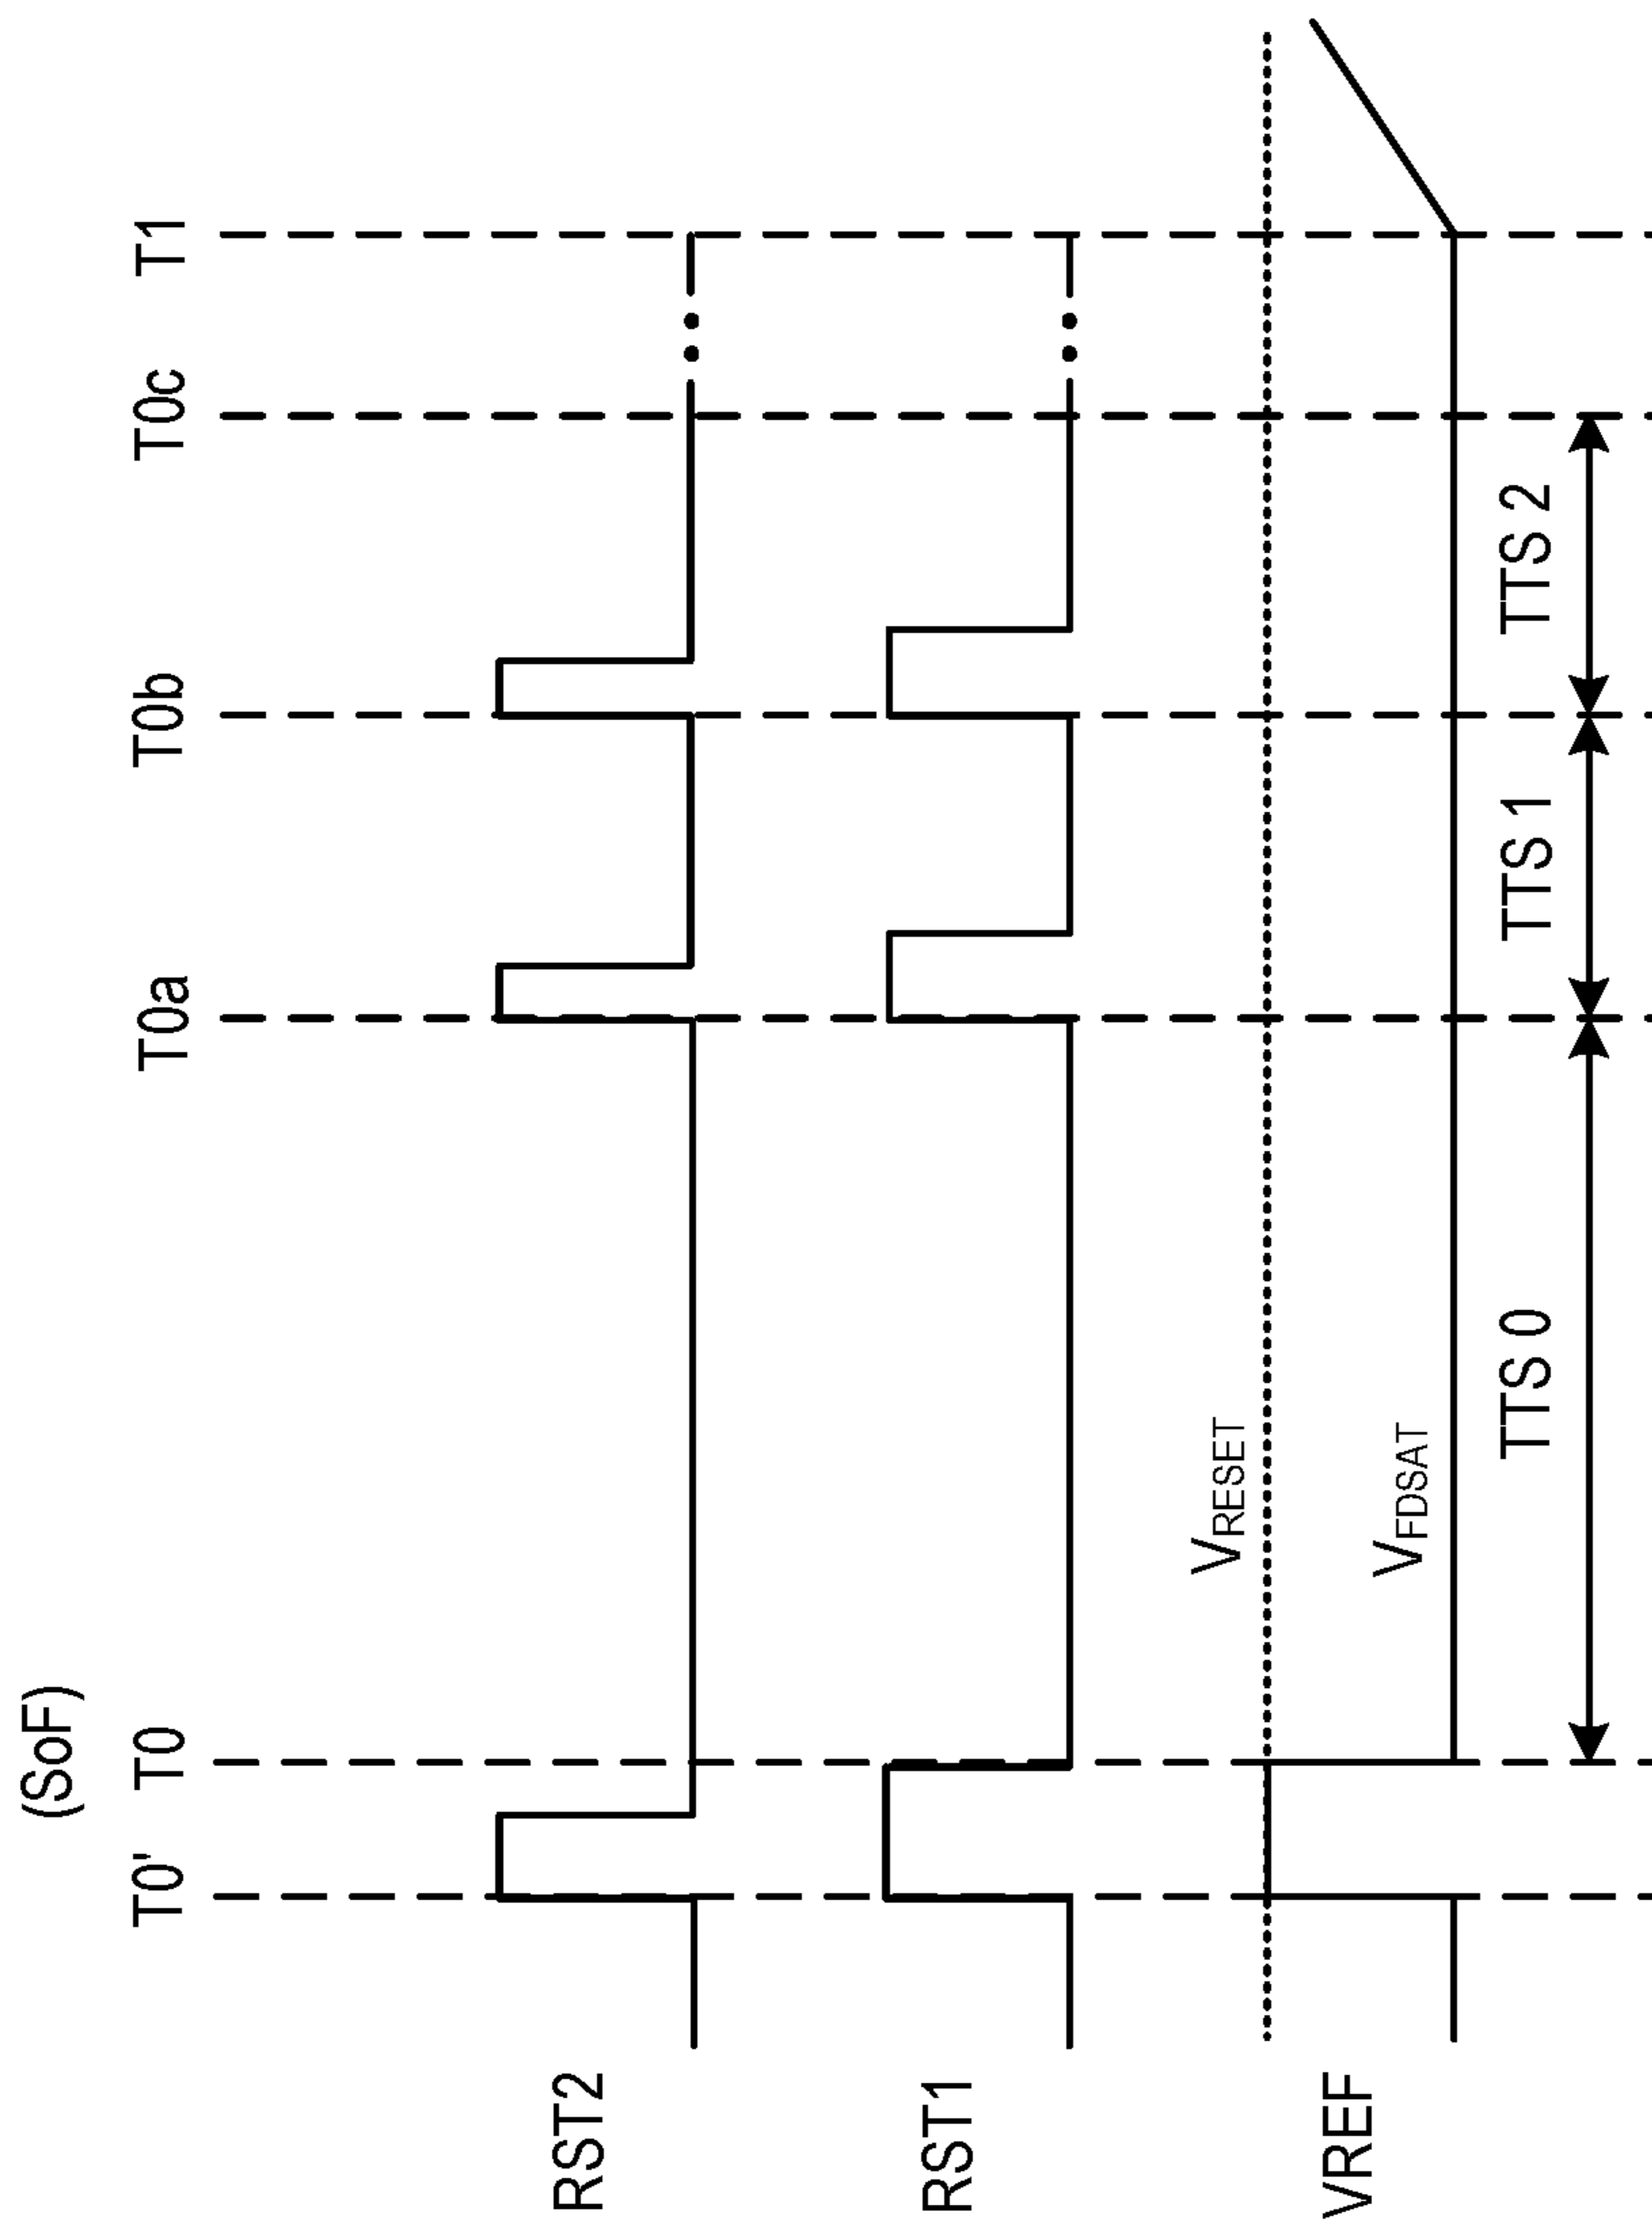 (SoF)
T0' T0 T0a T0b T0c T1
RST2
RST1
VRESET
VREF
VFDSAT
TTS 0 TTS 1 TTS 2